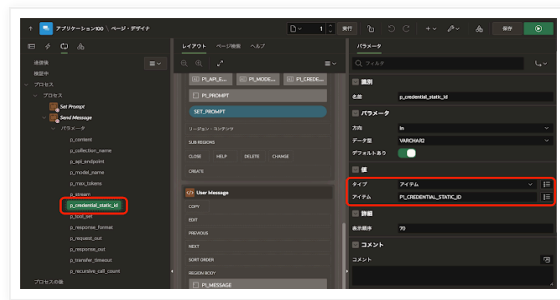 アプリケーション100 \ ページ・デザイナ
1
実行
保存
後処理
検証中
プロセス
プロセス
Set Prompt
Send Message
パラメータ
p_content
p_collection_name
p_api_endpoint
p_model_name
p_max_tokens
p_stream
p_credential_static_id
p_tool_set
p_response_format
p_request_out
p_response_out
p_transfer_timeout
p_recursive_call_count
プロセスの後
レイアウト ページ検索 ヘルプ
P1_API_E...
P1_MODE...
P1_CREDE...
P1_PROMPT
SET_PROMPT
リージョン・コンテンツ
SUB REGIONS
CLOSE HELP DELETE CHANGE
CREATE
User Message
COPY
EDIT
PREVIOUS
NEXT
SORT ORDER
REGION BODY
P1_MESSAGE
パラメータ
フィルタ
識別
名前 p_credential_static_id
パラメータ
方向 In
データ型 VARCHAR2
デフォルトあり
値
タイプ アイテム
アイテム P1_CREDENTIAL_STATIC_ID
詳細
表示順序 70
コメント
コメント